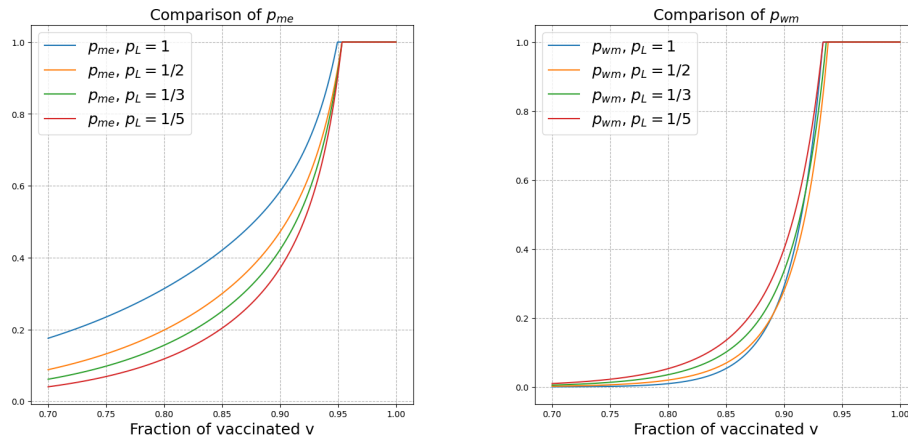 Comparison of p_me
1.0
0.8
0.6
0.4
0.2
0.0
p_me, p_L = 1
p_me, p_L = 1/2
p_me, p_L = 1/3
p_me, p_L = 1/5
0.70 0.75 0.80 0.85 0.90 0.95 1.00
Fraction of vaccinated v
Comparison of p_wm
1.0
0.8
0.6
0.4
0.2
0.0
p_wm, p_L = 1
p_wm, p_L = 1/2
p_wm, p_L = 1/3
p_wm, p_L = 1/5
0.70 0.75 0.80 0.85 0.90 0.95 1.00
Fraction of vaccinated v